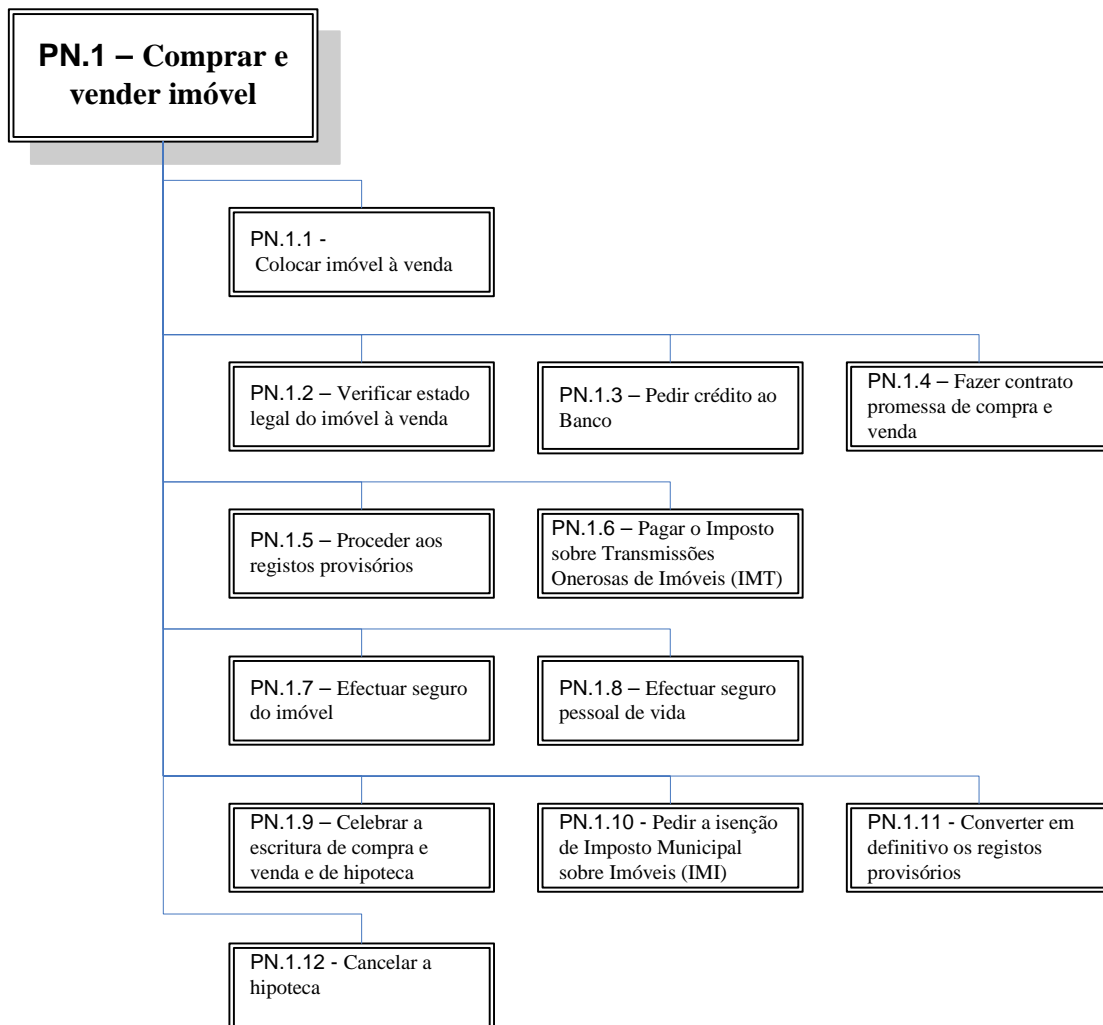 PN.1 – Comprar e
vender imóvel
PN.1.1 -
Colocar imóvel à venda
PN.1.2 – Verificar estado
legal do imóvel à venda
PN.1.3 – Pedir crédito ao
Banco
PN.1.4 – Fazer contrato
promessa de compra e
venda
PN.1.5 – Proceder aos
registos provisórios
PN.1.6 – Pagar o Imposto
sobre Transmissões
Onerosas de Imóveis (IMT)
PN.1.7 – Efectuar seguro
do imóvel
PN.1.8 – Efectuar seguro
pessoal de vida
PN.1.9 – Celebrar a
escritura de compra e
venda e de hipoteca
PN.1.10 - Pedir a isenção
de Imposto Municipal
sobre Imóveis (IMI)
PN.1.11 - Converter em
definitivo os registos
provisórios
PN.1.12 - Cancelar a
hipoteca